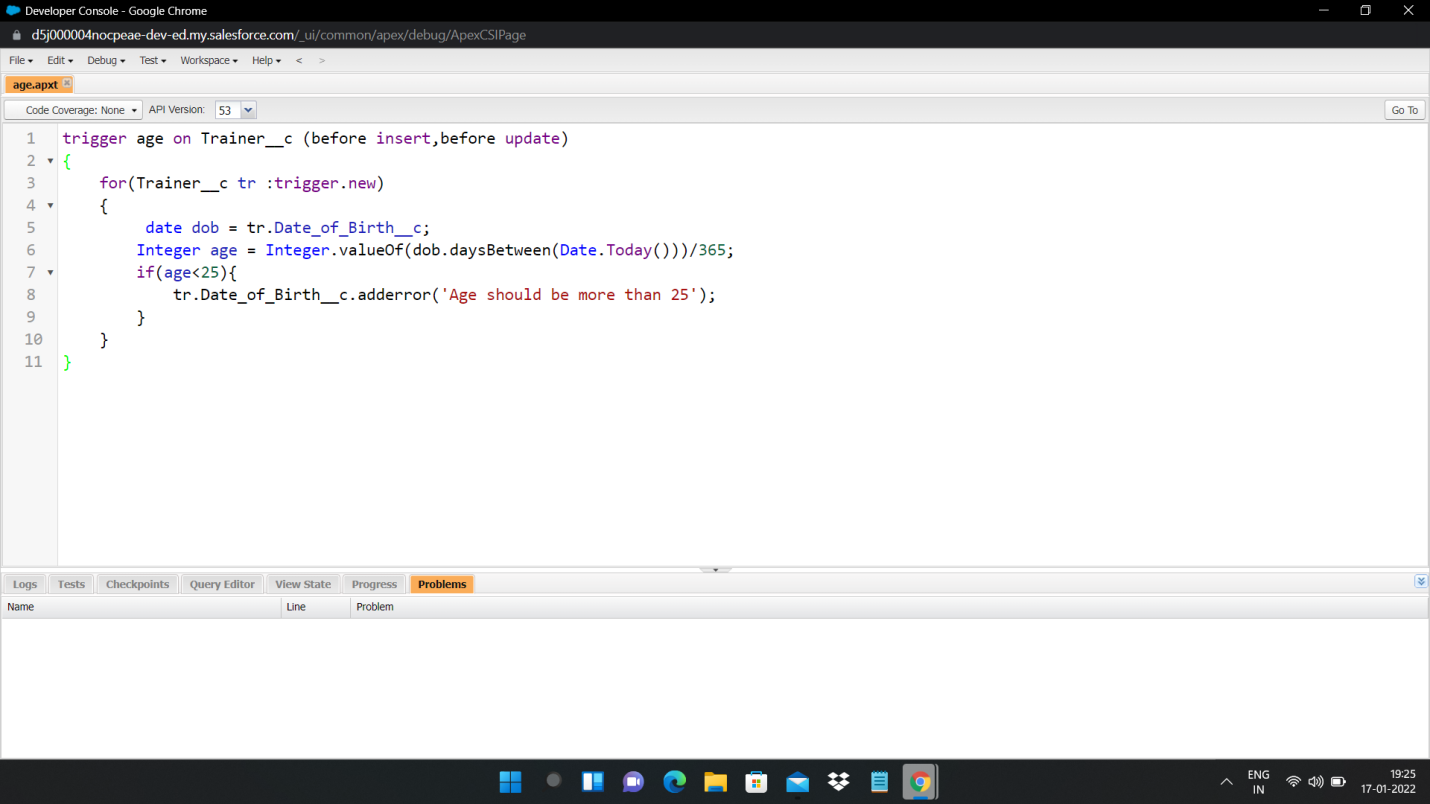 Developer Console - Google Chrome
d5j000004nocpeae-dev-ed.my.salesforce.com/_ui/common/apex/debug/ApexCSIPage
File Edit Debug Test Workspace Help < >
age.apxt
Code Coverage: None API Version: 53 Go To
1 trigger age on Trainer__c (before insert,before update)
2 {
3 for(Trainer__c tr :trigger.new)
4 {
5 date dob = tr.Date_of_Birth__c;
6 Integer age = Integer.valueOf(dob.daysBetween(Date.Today()))/365;
7 if(age<25){
8 tr.Date_of_Birth__c.adderror('Age should be more than 25');
9 }
10 }
11 }
Logs Tests Checkpoints Query Editor View State Progress Problems
Name Line Problem
ENG 19:25
IN 17-01-2022